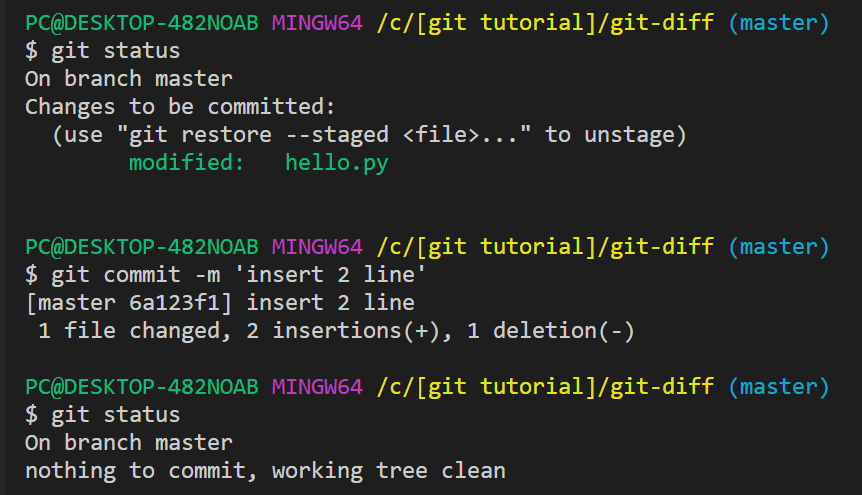 PC@DESKTOP-482NOAB MINGW64 /c/[git tutorial]/git-diff (master)
$ git status
On branch master
Changes to be committed:
  (use "git restore --staged <file>..." to unstage)
        modified:   hello.py
PC@DESKTOP-482NOAB MINGW64 /c/[git tutorial]/git-diff (master)
$ git commit -m 'insert 2 line'
[master 6a123f1] insert 2 line
 1 file changed, 2 insertions(+), 1 deletion(-)
PC@DESKTOP-482NOAB MINGW64 /c/[git tutorial]/git-diff (master)
$ git status
On branch master
nothing to commit, working tree clean